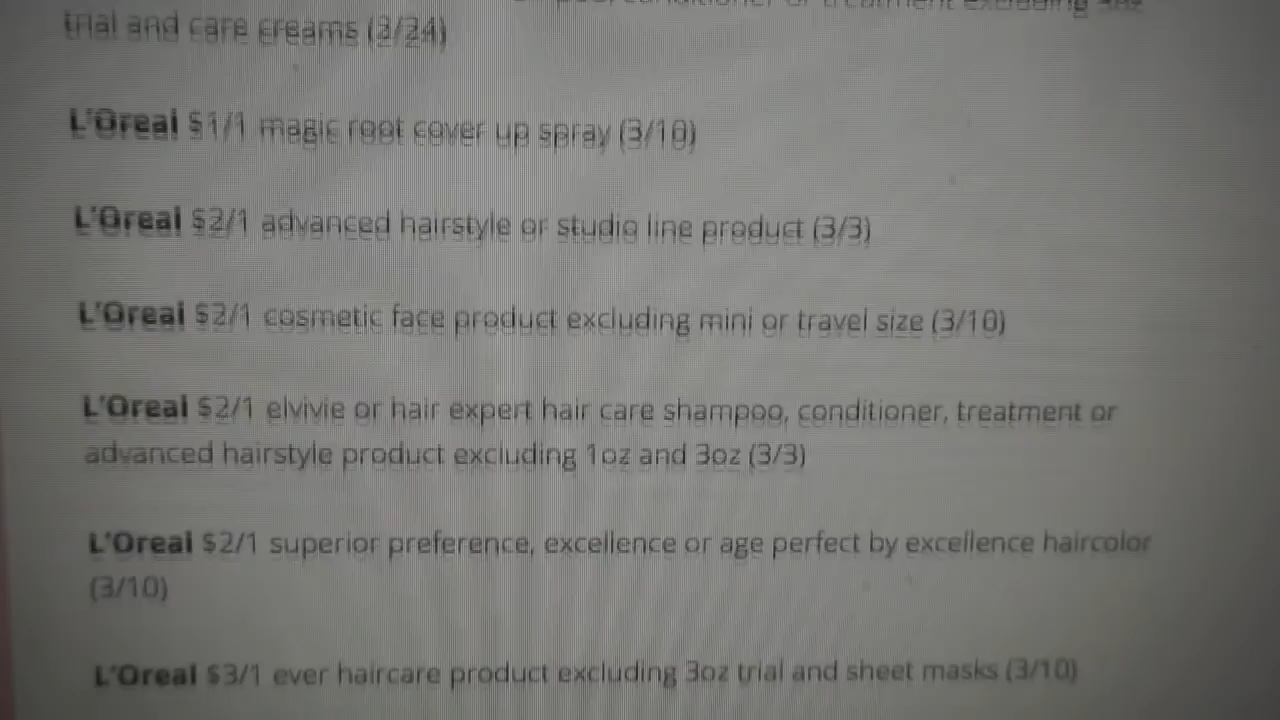 trial and care creams (3/24)
L'Oreal $1/1 magic root cover up spray (3/10)
L'Oreal $2/1 advanced hairstyle or studio line product (3/3)
L'Oreal $2/1 cosmetic face product excluding mini or travel size (3/10)
L'Oreal $2/1 elvivie or hair expert hair care shampoo, conditioner, treatment or
advanced hairstyle product excluding 1oz and 3oz (3/3)
L'Oreal $2/1 superior preference, excellence or age perfect by excellence haircolor
(3/10)
L'Oreal $3/1 ever haircare product excluding 3oz trial and sheet masks (3/10)